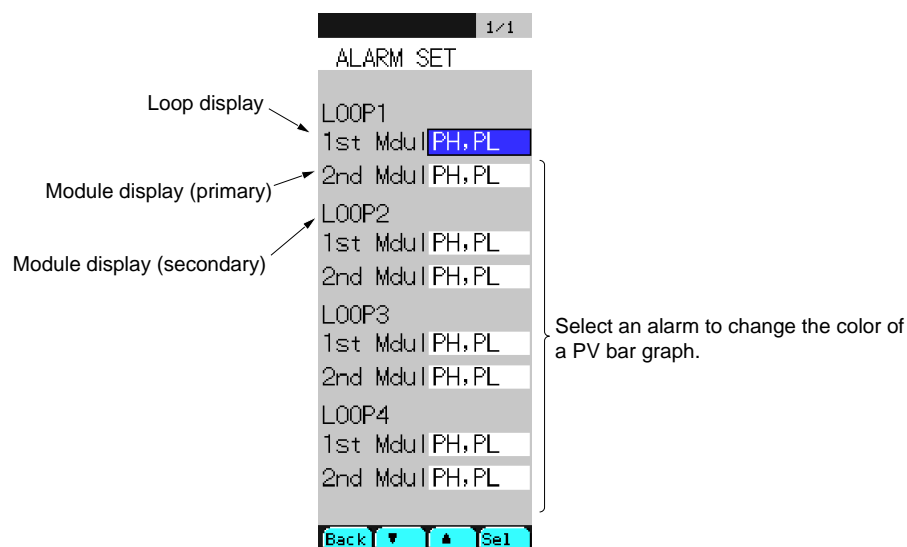 1/1
ALARM SET
Loop display
LOOP1
1st Mdul PH,PL
Module display (primary)
2nd Mdul PH,PL
LOOP2
Module display (secondary)
1st Mdul PH,PL
2nd Mdul PH,PL
LOOP3
1st Mdul PH,PL
2nd Mdul PH,PL
Select an alarm to change the color of
a PV bar graph.
LOOP4
1st Mdul PH,PL
2nd Mdul PH,PL
Back ▼ ▲ Sel